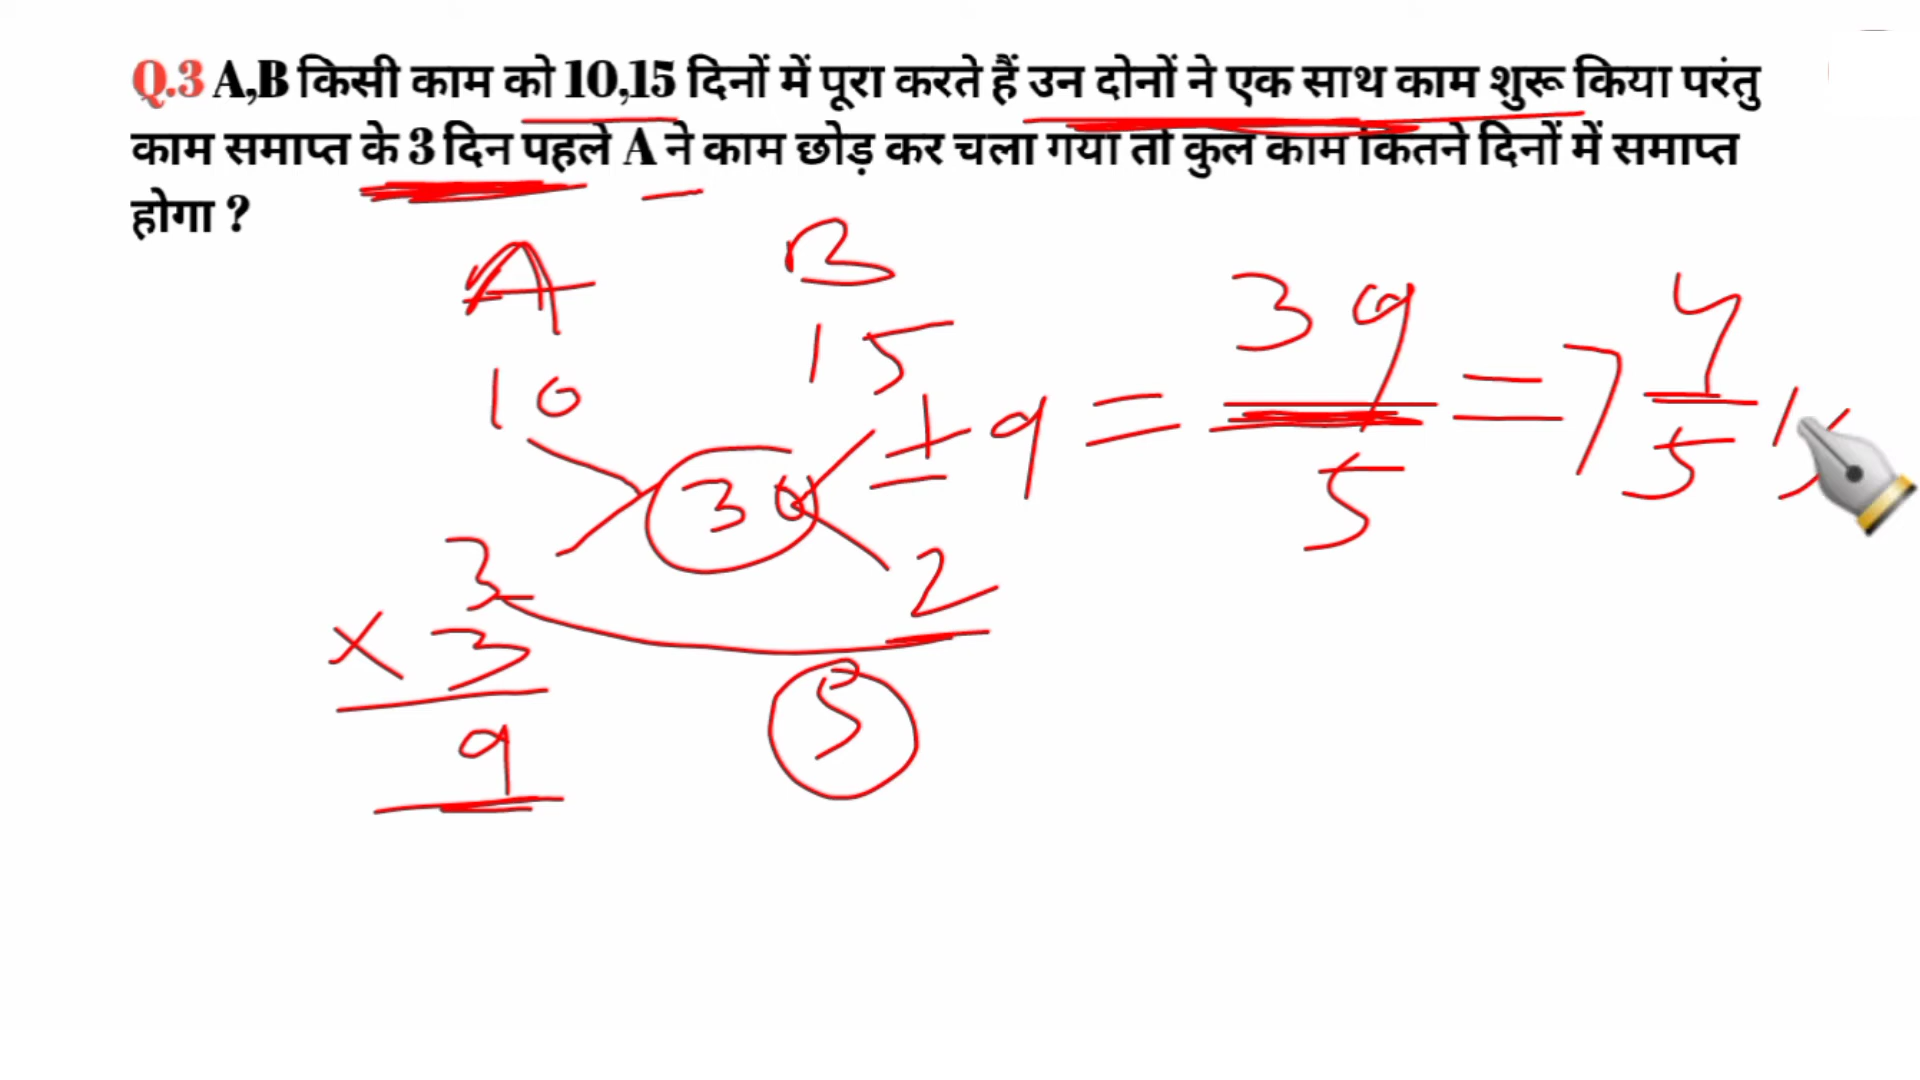 Q.3 A,B किसी काम को 10,15 दिनों में पूरा करते हैं उन दोनों ने एक साथ काम शुरू किया परंतु
काम समाप्त के 3 दिन पहले A ने काम छोड़ कर चला गया तो कुल काम कितने दिनों में समाप्त
होगा ?
A B
10 15
30 + 9 = 39/5 = 7 4/5
3 2
× 3
5
9